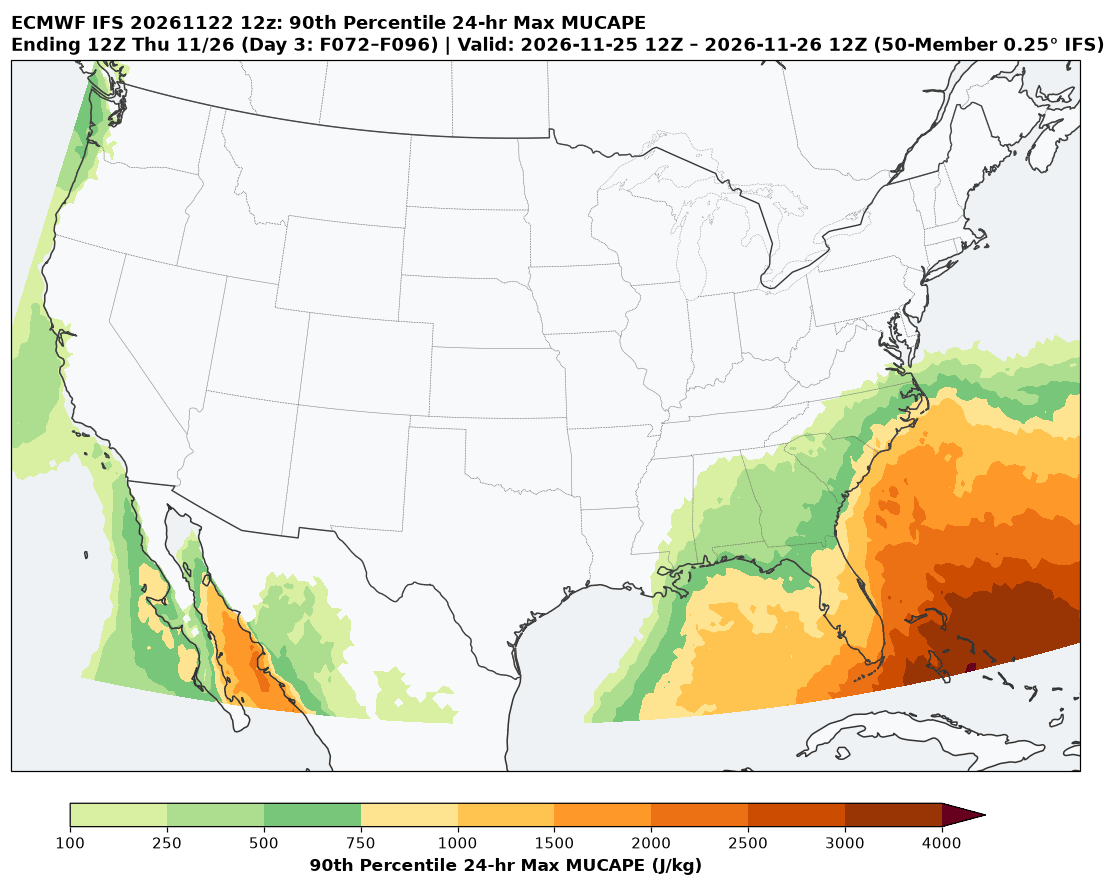 ECMWF IFS 20261122 12z: 90th Percentile 24-hr Max MUCAPE
Ending 12Z Thu 11/26 (Day 3: F072–F096) | Valid: 2026-11-25 12Z – 2026-11-26 12Z (50-Member 0.25° IFS)
100 250 500 750 1000 1500 2000 2500 3000 4000
90th Percentile 24-hr Max MUCAPE (J/kg)